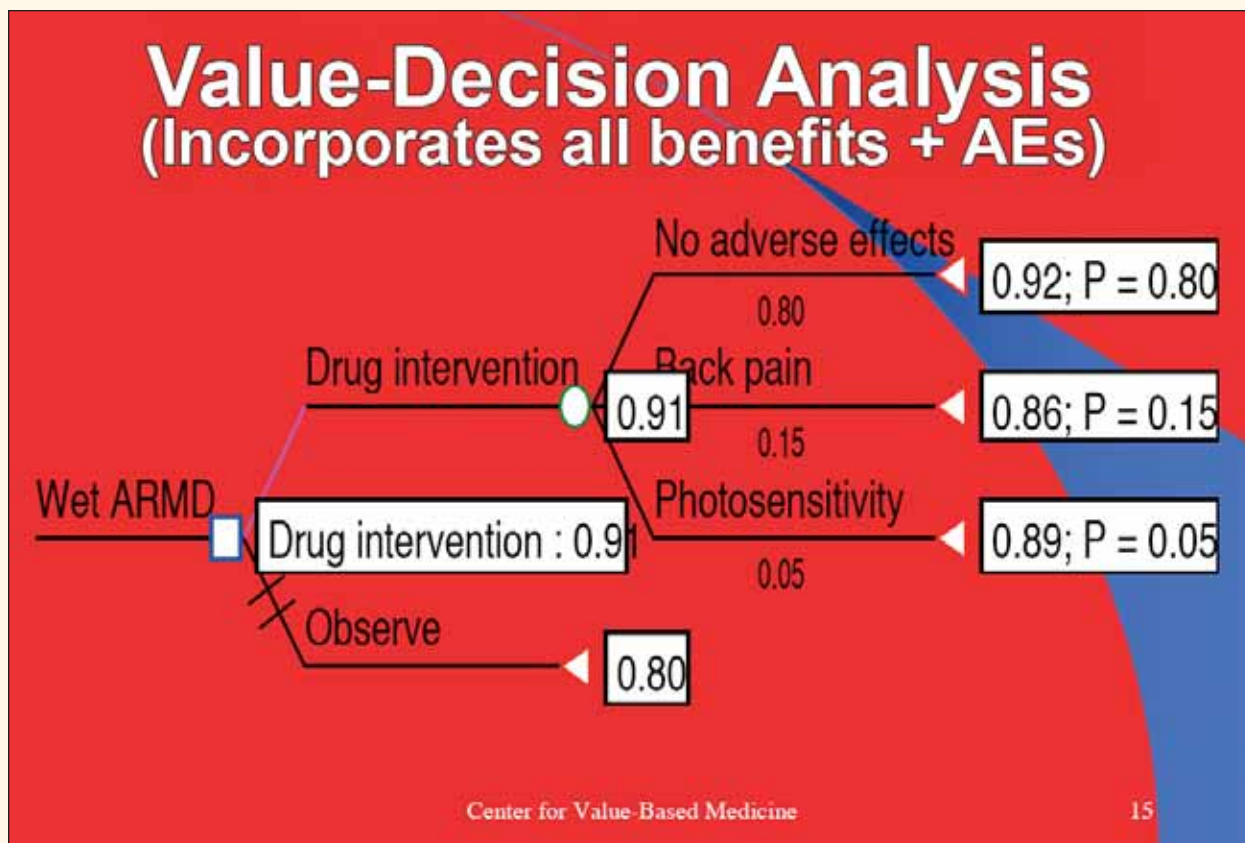 Value-Decision Analysis
(Incorporates all benefits + AEs)
No adverse effects
0.80
0.92; P = 0.80
Drug intervention
0.91
Back pain
0.15
0.86; P = 0.15
Wet ARMD
Drug intervention : 0.91
Photosensitivity
0.05
0.89; P = 0.05
Observe
0.80
Center for Value-Based Medicine
15